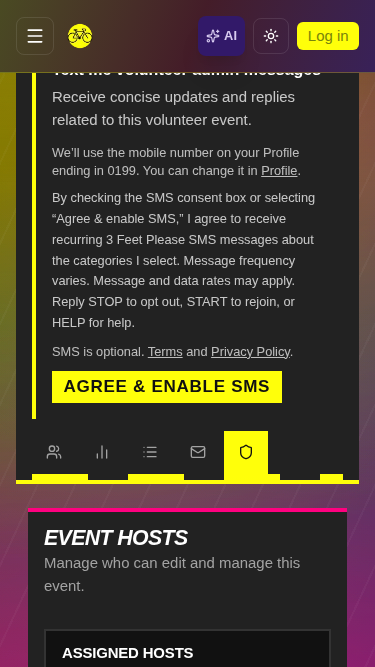 AI
Log in
Text me volunteer admin messages
Receive concise updates and replies
related to this volunteer event.
We’ll use the mobile number on your Profile
ending in 0199. You can change it in Profile.
By checking the SMS consent box or selecting
“Agree & enable SMS,” I agree to receive
recurring 3 Feet Please SMS messages about
the categories I select. Message frequency
varies. Message and data rates may apply.
Reply STOP to opt out, START to rejoin, or
HELP for help.
SMS is optional. Terms and Privacy Policy.
AGREE & ENABLE SMS
EVENT HOSTS
Manage who can edit and manage this
event.
ASSIGNED HOSTS